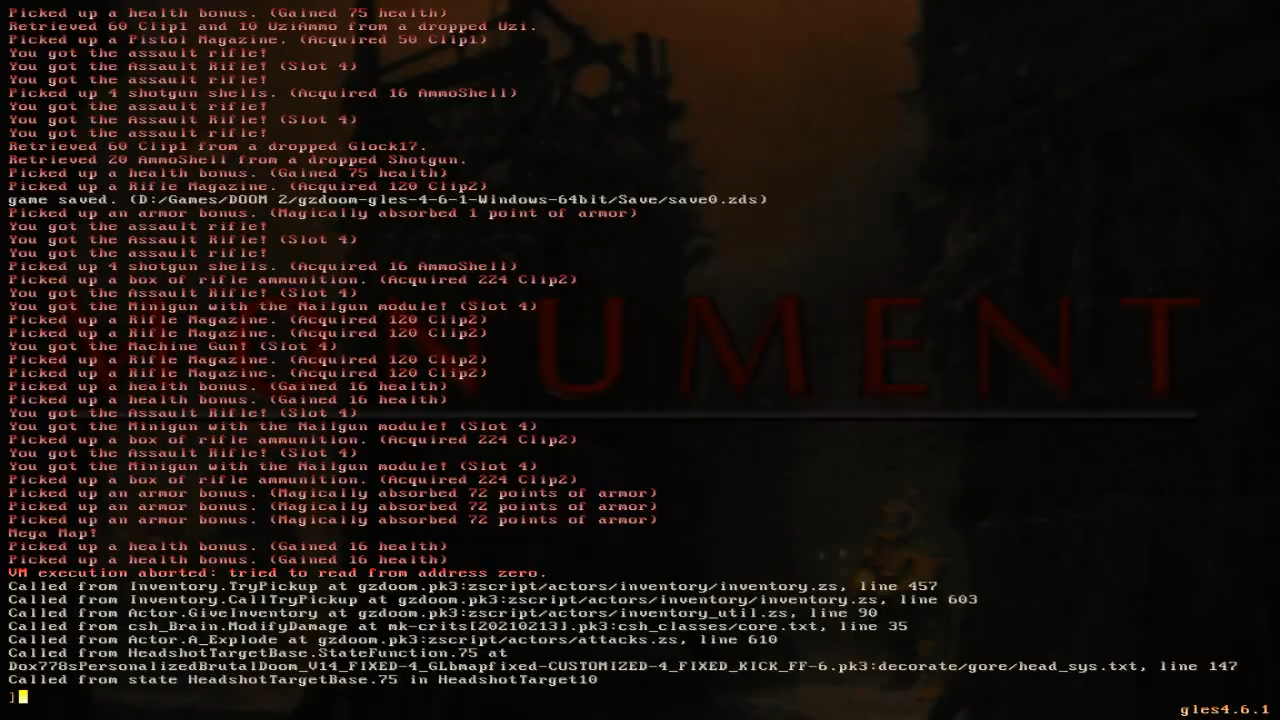 Picked up a health bonus. (Gained 75 health)
Retrieved 60 Clip1 and 10 UziAmmo from a dropped Uzi.
Picked up a Pistol Magazine. (Acquired 50 Clip1)
You got the assault rifle!
You got the Assault Rifle! (Slot 4)
You got the assault rifle!
Picked up 4 shotgun shells. (Acquired 16 AmmoShell)
You got the assault rifle!
You got the Assault Rifle! (Slot 4)
You got the assault rifle!
Retrieved 60 Clip1 from a dropped Glock17.
Retrieved 20 AmmoShell from a dropped Shotgun.
Picked up a health bonus. (Gained 75 health)
Picked up a Rifle Magazine. (Acquired 120 Clip2)
game saved. (D:/Games/DOOM 2/gzdoom-gles-4-6-1-Windows-64bit/Save/save0.zds)
Picked up an armor bonus. (Magically absorbed 1 point of armor)
You got the assault rifle!
You got the Assault Rifle! (Slot 4)
You got the assault rifle!
Picked up 4 shotgun shells. (Acquired 16 AmmoShell)
Picked up a box of rifle ammunition. (Acquired 224 Clip2)
You got the Assault Rifle! (Slot 4)
You got the Minigun with the Nailgun module! (Slot 4)
Picked up a Rifle Magazine. (Acquired 120 Clip2)
Picked up a Rifle Magazine. (Acquired 120 Clip2)
You got the Machine Gun! (Slot 4)
Picked up a Rifle Magazine. (Acquired 120 Clip2)
Picked up a Rifle Magazine. (Acquired 120 Clip2)
Picked up a health bonus. (Gained 16 health)
Picked up a health bonus. (Gained 16 health)
You got the Assault Rifle! (Slot 4)
You got the Minigun with the Nailgun module! (Slot 4)
Picked up a box of rifle ammunition. (Acquired 224 Clip2)
You got the Assault Rifle! (Slot 4)
You got the Minigun with the Nailgun module! (Slot 4)
Picked up a box of rifle ammunition. (Acquired 224 Clip2)
Picked up an armor bonus. (Magically absorbed 72 points of armor)
Picked up an armor bonus. (Magically absorbed 72 points of armor)
Picked up an armor bonus. (Magically absorbed 72 points of armor)
Mega Map!
Picked up a health bonus. (Gained 16 health)
Picked up a health bonus. (Gained 16 health)
VM execution aborted: tried to read from address zero.
Called from Inventory.TryPickup at gzdoom.pk3:zscript/actors/inventory/inventory.zs, line 457
Called from Inventory.CallTryPickup at gzdoom.pk3:zscript/actors/inventory/inventory.zs, line 603
Called from Actor.GiveInventory at gzdoom.pk3:zscript/actors/inventory_util.zs, line 90
Called from csh_Brain.ModifyDamage at mk-crits[20210213].pk3:csh_classes/core.txt, line 35
Called from Actor.A_Explode at gzdoom.pk3:zscript/actors/attacks.zs, line 610
Called from HeadshotTargetBase.StateFunction.75 at
Dox778sPersonalizedBrutalDoom_V14_FIXED-4_GLbmapfixed-CUSTOMIZED-4_FIXED_KICK_FF-6.pk3:decorate/gore/head_sys.txt, line 147
Called from state HeadshotTargetBase.75 in HeadshotTarget10
]
UMENT
gles4.6.1